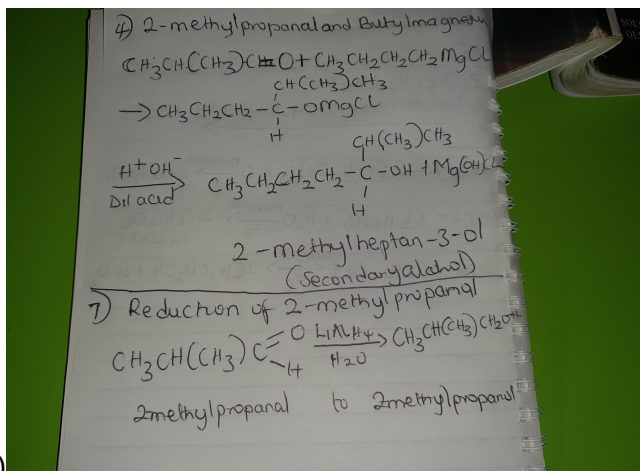 4) 2-methylpropanal and Butylmagnesiu
CH3CH(CH3)CH=O + CH3CH2CH2CH2MgCl
CH(CH3)CH3
→ CH3CH2CH2-C-OMgCl
H
CH(CH3)CH3
H+OH-
Dil acid
CH3CH2CH2CH2-C-OH + Mg(OH)Cl
H
2-methylheptan-3-ol
(Secondary alcohol)
7) Reduction of 2-methylpropanal
CH3CH(CH3)C
O
H
LiAlH4
H2O
CH3CH(CH3)CH2OH
2methylpropanal to 2methylpropanol